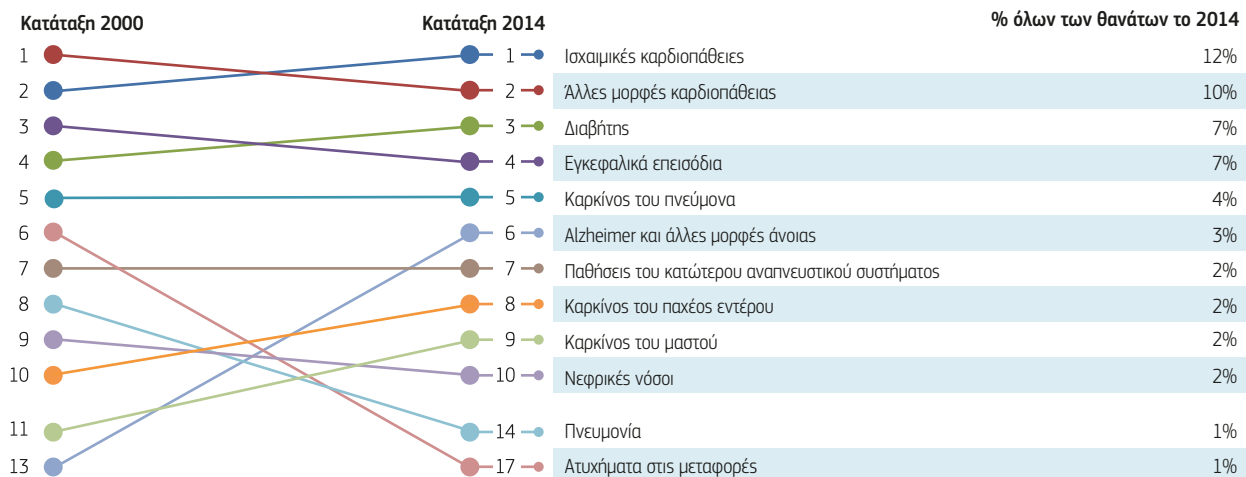 Κατάταξη 2000 Κατάταξη 2014 % όλων των θανάτων το 2014
1 1 Ισχαιμικές καρδιοπάθειες 12%
2 2 Άλλες μορφές καρδιοπάθειας 10%
3 3 Διαβήτης 7%
4 4 Εγκεφαλικά επεισόδια 7%
5 5 Καρκίνος του πνεύμονα 4%
6 6 Alzheimer και άλλες μορφές άνοιας 3%
7 7 Παθήσεις του κατώτερου αναπνευστικού συστήματος 2%
8 8 Καρκίνος του παχέος εντέρου 2%
9 9 Καρκίνος του μαστού 2%
10 10 Νεφρικές νόσοι 2%
11 14 Πνευμονία 1%
13 17 Ατυχήματα στις μεταφορές 1%